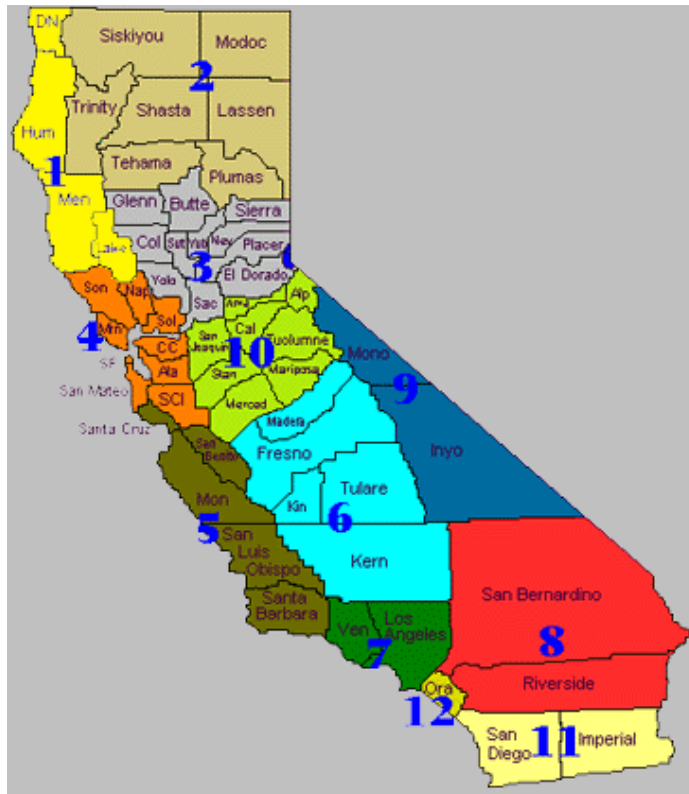 DN
Siskiyou
Modoc
2
Trinity
Shasta
Lassen
Hum
1
Tehama
Plumas
Men
Glenn
Butte
Sierra
Lake
Col
Sut
Yub
Nev
Placer
3
Yolo
El Dorado
Son
Nap
Sac
Alp
Ama
Sol
Mrn
4
Cal
San
Joaquin
10
Tuolumne
Mono
CC
SF
Ala
Stan
Mariposa
9
San Mateo
SCl
Merced
Madera
Santa Cruz
San
Benito
Fresno
Inyo
Mon
5
Kin
Tulare
6
San
Luis
Obispo
Kern
Santa
Barbara
San Bernardino
Ven
Los
Angeles
7
8
Ora
12
Riverside
San
Diego
11
Imperial